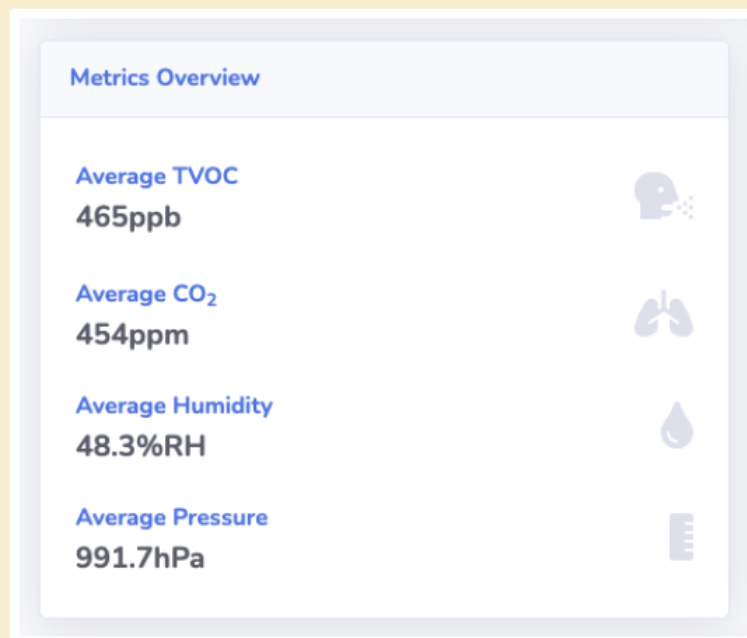 Metrics Overview
Average TVOC
465ppb
Average CO₂
454ppm
Average Humidity
48.3%RH
Average Pressure
991.7hPa